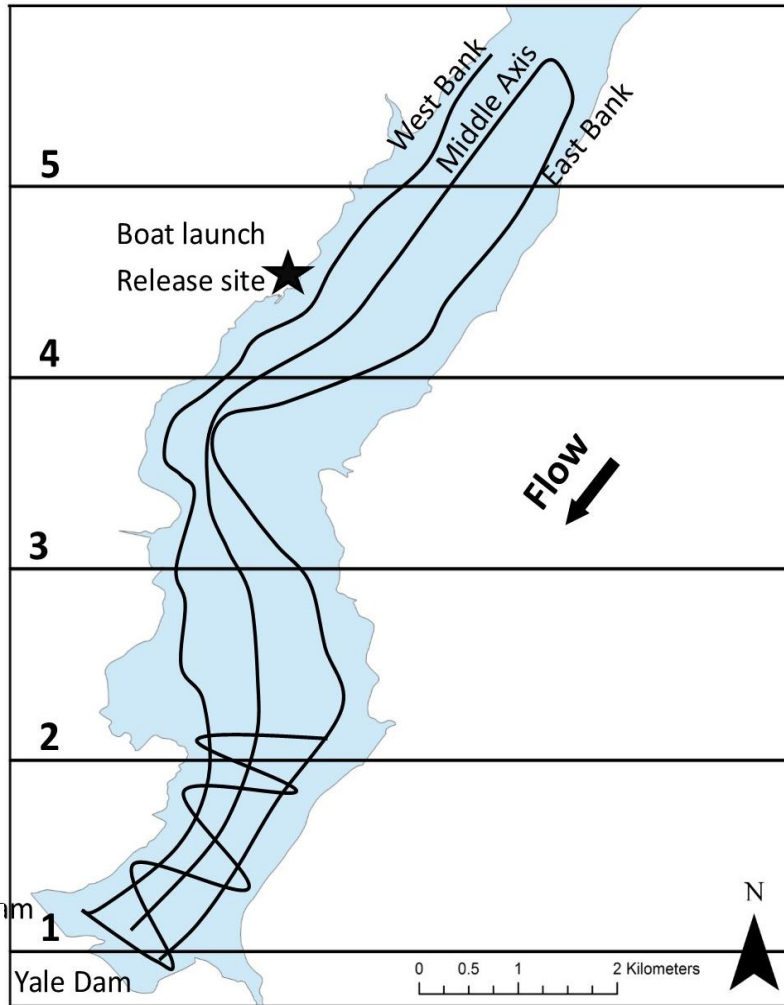 West Bank
Middle Axis
East Bank
5
Boat launch
Release site
4
Flow
3
2
N
am
1
Yale Dam
0 0.5 1 2 Kilometers